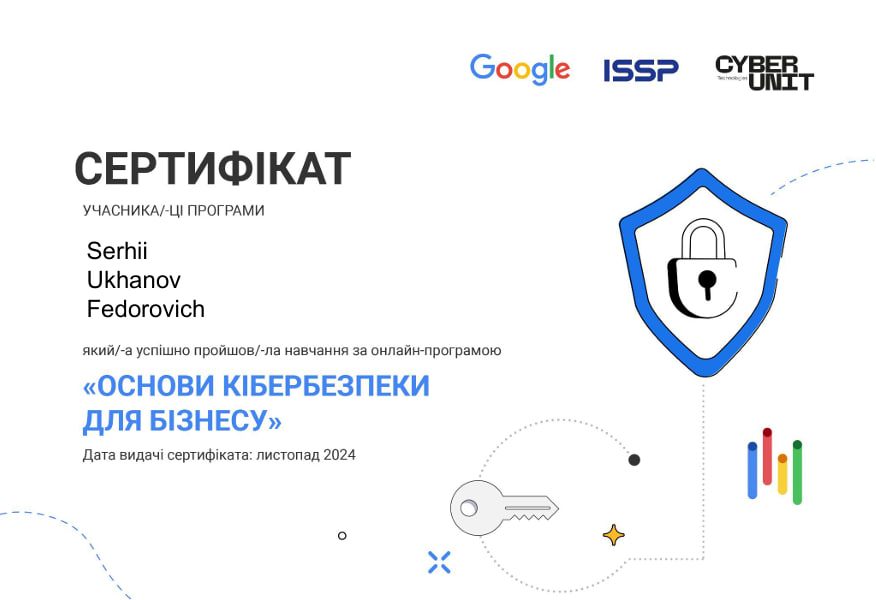 Google ISSP CYBER
Technologies UNIT
СЕРТИФІКАТ
УЧАСНИКА/-ЦІ ПРОГРАМИ
Serhii
Ukhanov
Fedorovich
який/-а успішно пройшов/-ла навчання за онлайн-програмою
«ОСНОВИ КІБЕРБЕЗПЕКИ
ДЛЯ БІЗНЕСУ»
Дата видачі сертифіката: листопад 2024